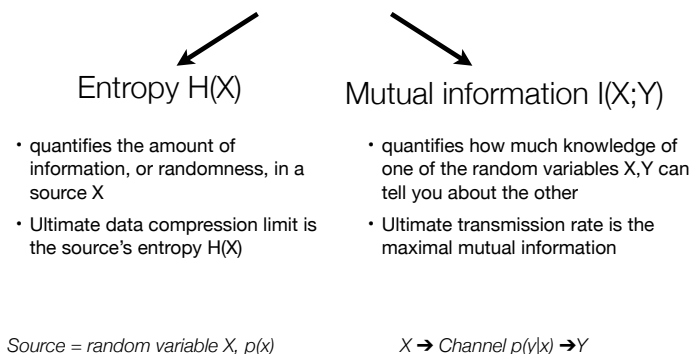 Entropy H(X)
• quantifies the amount of
information, or randomness, in a
source X
• Ultimate data compression limit is
the source's entropy H(X)
Mutual information I(X;Y)
• quantifies how much knowledge of
one of the random variables X,Y can
tell you about the other
• Ultimate transmission rate is the
maximal mutual information
Source = random variable X, p(x)
X ➔ Channel p(y|x) ➔Y